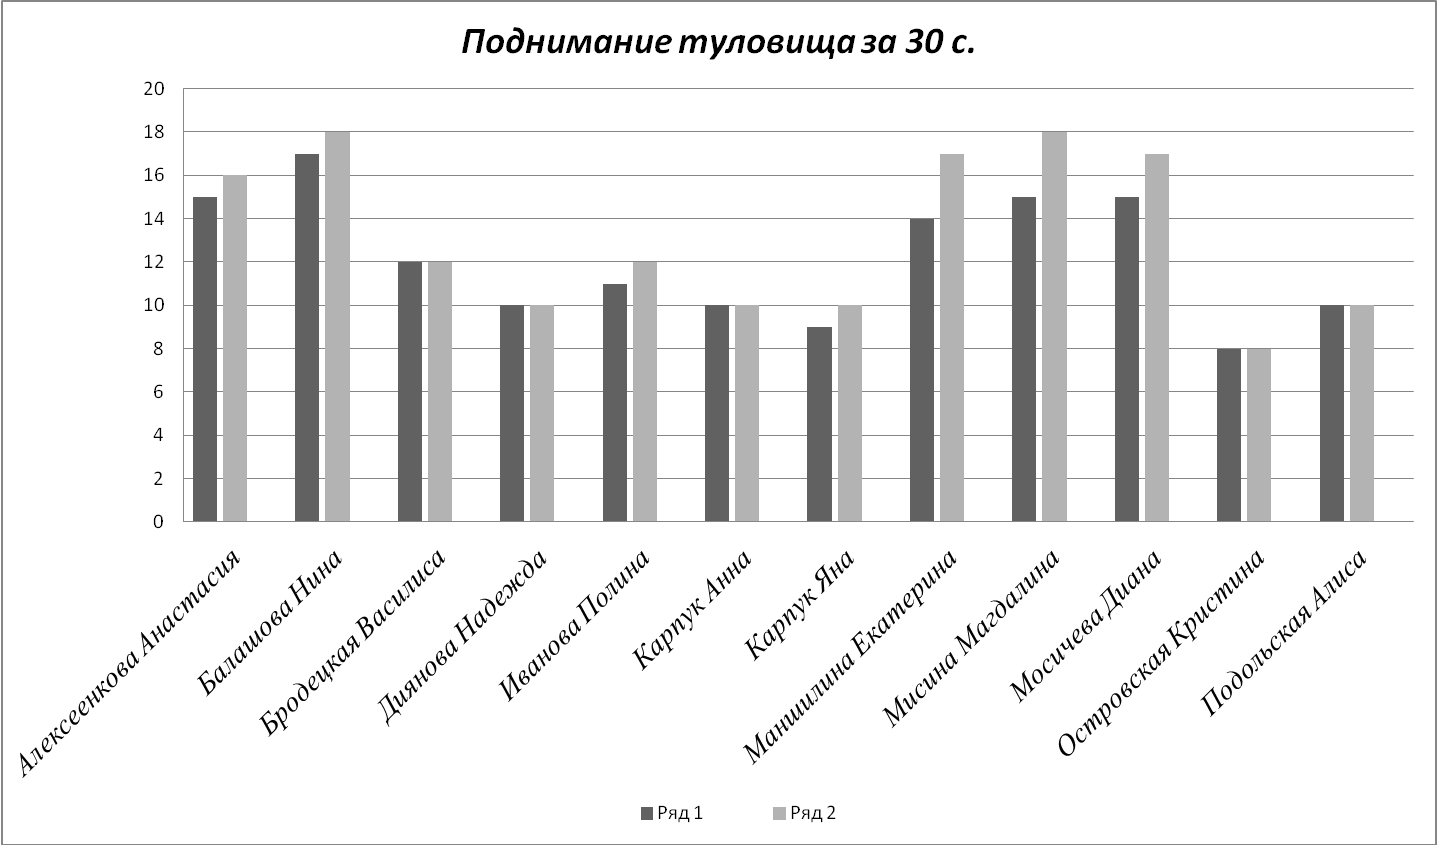 Поднимание туловища за 30 с.
20
18
16
14
12
10
8
6
4
2
0
Алексеенкова Анастасия
Балашова Нина
Бродецкая Василиса
Диянова Надежда
Иванова Полина
Карпук Анна
Карпук Яна
Маншилина Екатерина
Мисина Магдалина
Мосичева Диана
Островская Кристина
Подольская Алиса
Ряд 1
Ряд 2